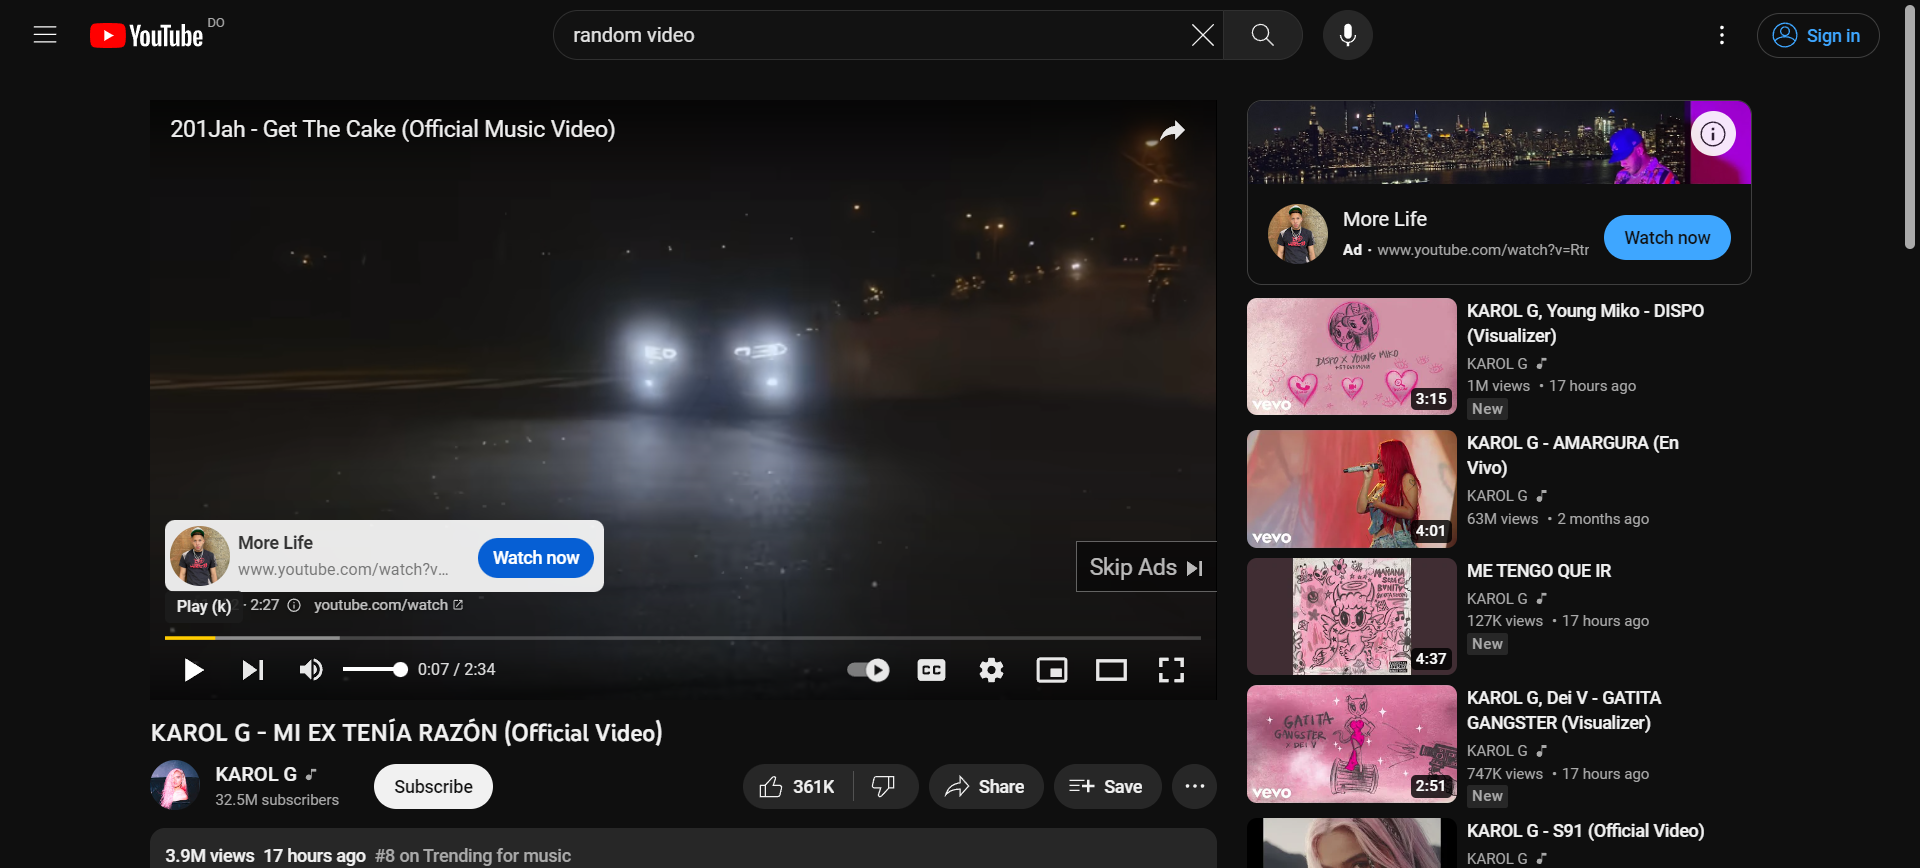 YouTube DO
random video
Sign in
201Jah - Get The Cake (Official Music Video)
More Life
www.youtube.com/watch?v...
Watch now
Skip Ads
Play (k) · 2:27 youtube.com/watch
0:07 / 2:34
CC
KAROL G - MI EX TENÍA RAZÓN (Official Video)
KAROL G
32.5M subscribers
Subscribe
361K
Share
Save
3.9M views 17 hours ago #8 on Trending for music
More Life
Ad · www.youtube.com/watch?v=Rtr
Watch now
DISPO X YOUNG MIKO
vevo
3:15
KAROL G, Young Miko - DISPO
(Visualizer)
KAROL G
1M views · 17 hours ago
New
vevo
4:01
KAROL G - AMARGURA (En
Vivo)
KAROL G
63M views · 2 months ago
MAÑANA
SERÁ
BONITO
4:37
ME TENGO QUE IR
KAROL G
127K views · 17 hours ago
New
GATITA
GANGSTER
X DEI V
vevo
2:51
KAROL G, Dei V - GATITA
GANGSTER (Visualizer)
KAROL G
747K views · 17 hours ago
New
KAROL G - S91 (Official Video)
KAROL G